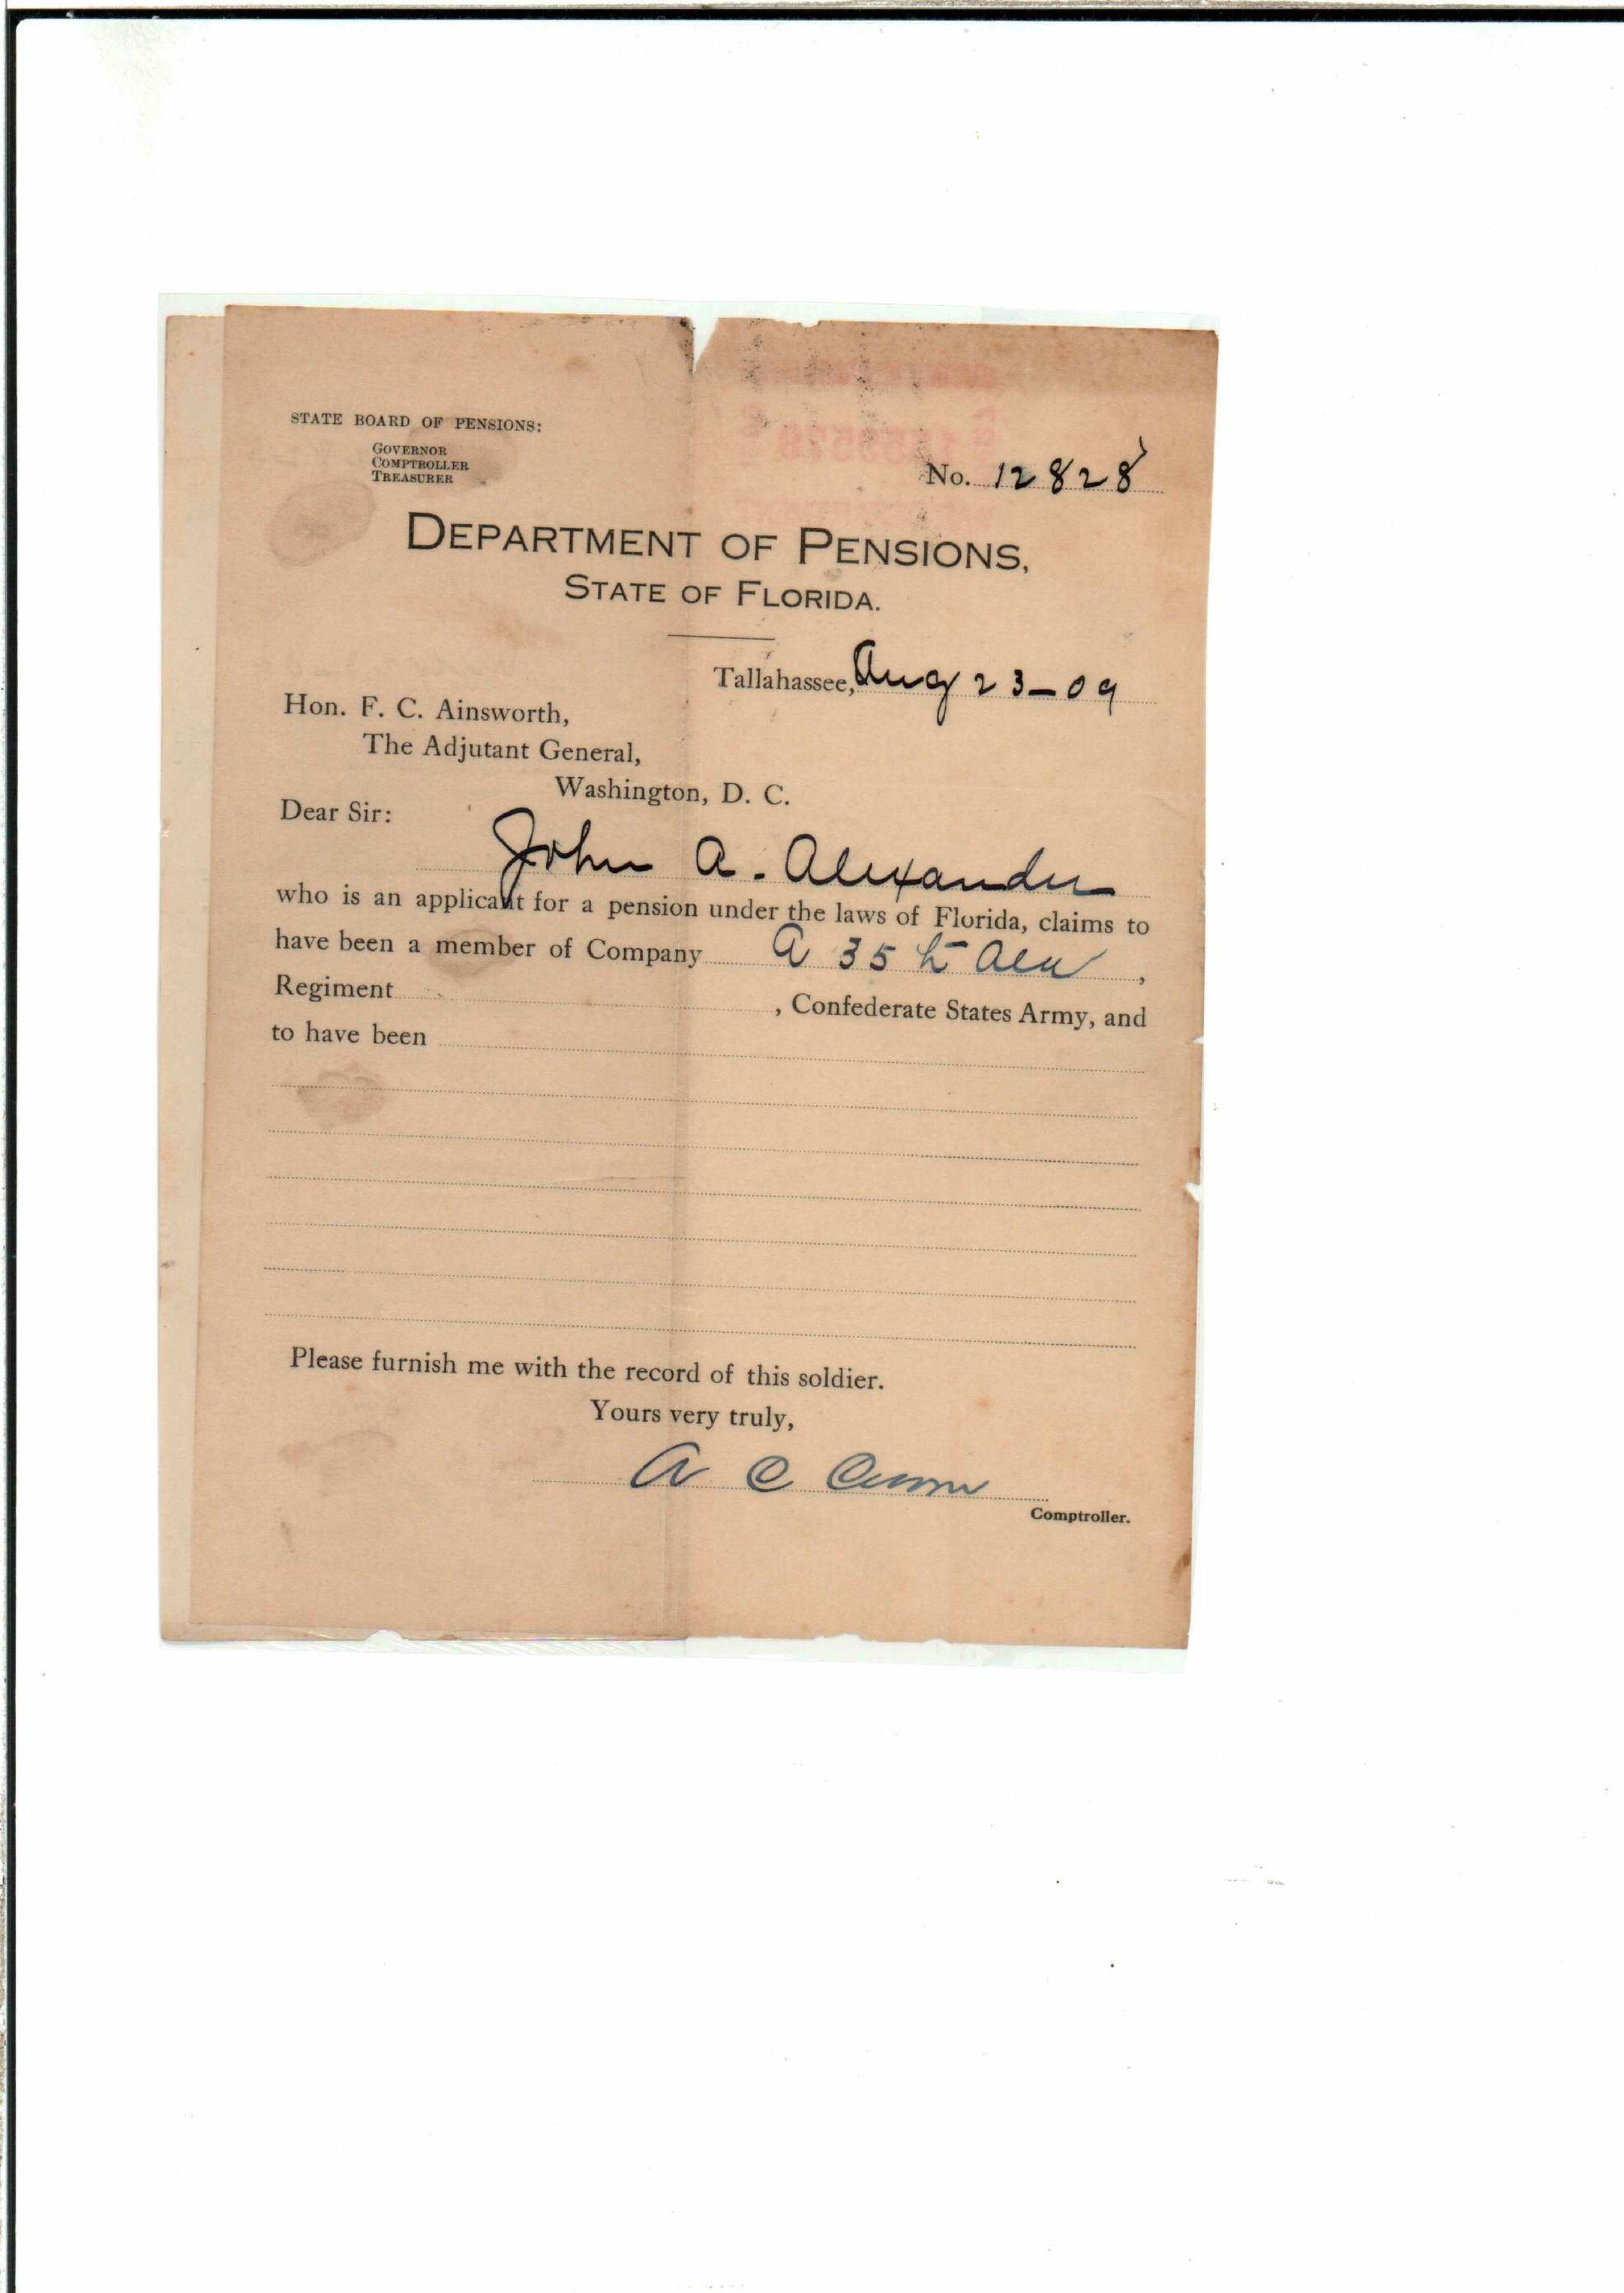 STATE BOARD OF PENSIONS:
GOVERNOR
COMPTROLLER
TREASURER
No. 12828
DEPARTMENT OF PENSIONS,
STATE OF FLORIDA.
Tallahassee, Aug 23-09
Hon. F. C. Ainsworth,
The Adjutant General,
Washington, D. C.
Dear Sir:
John A. Alexander
who is an applicant for a pension under the laws of Florida, claims to
have been a member of Company A 35th Ala,
Regiment , Confederate States Army, and
to have been
Please furnish me with the record of this soldier.
Yours very truly,
A C Croom
Comptroller.